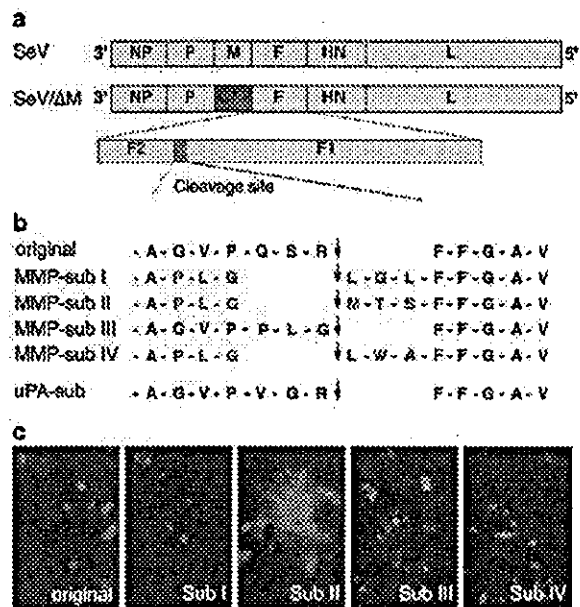 a
SeV 3' NP P M F HN L 5'
SeV/ΔM 3' NP P F HN L 5'
F2 F1
Cleavage site
b
original - A - G - V - P - Q - S - R F - F - G - A - V
MMP-sub I - A - P - L - G L - G - L - F - F - G - A - V
MMP-sub II - A - P - L - G M - T - S - F - F - G - A - V
MMP-sub III - A - G - V - P - P - L - G F - F - G - A - V
MMP-sub IV - A - P - L - G L - W - A - F - F - G - A - V
uPA-sub - A - G - V - P - V - G - R F - F - G - A - V
c
original Sub I Sub II Sub III Sub IV